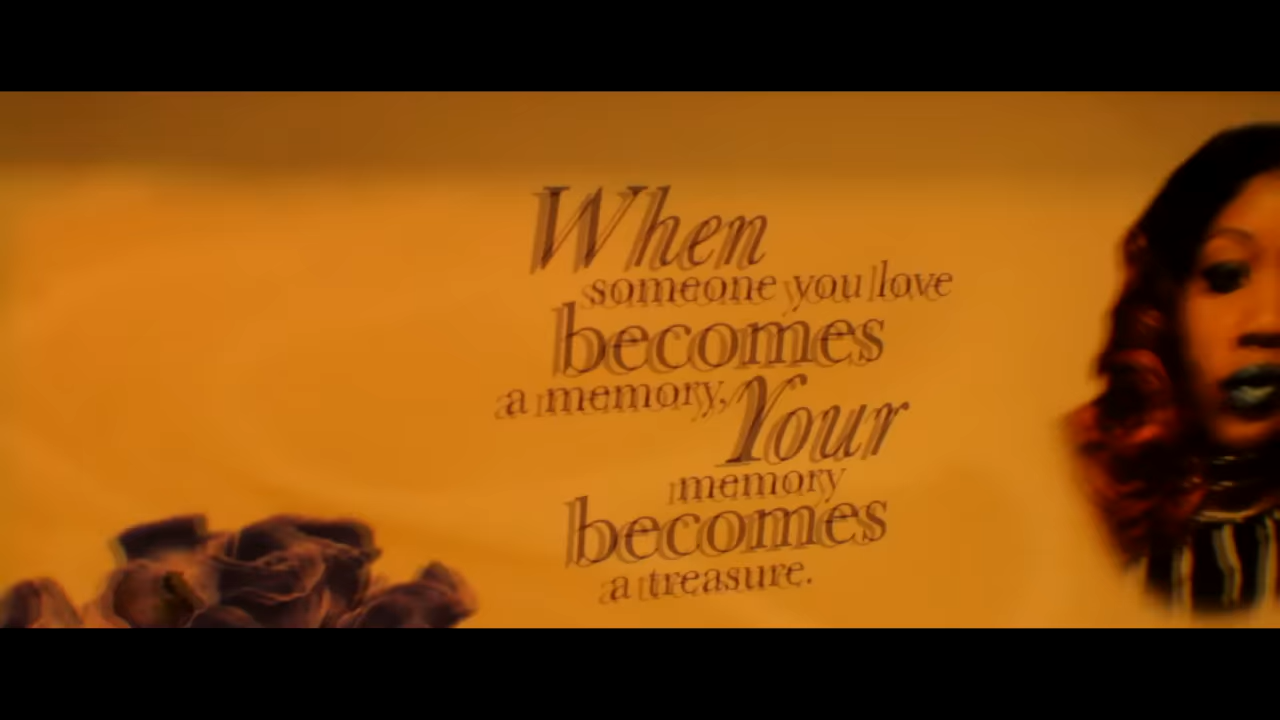 When
someone you love
becomes
a memory, Your
memory
becomes
a treasure.